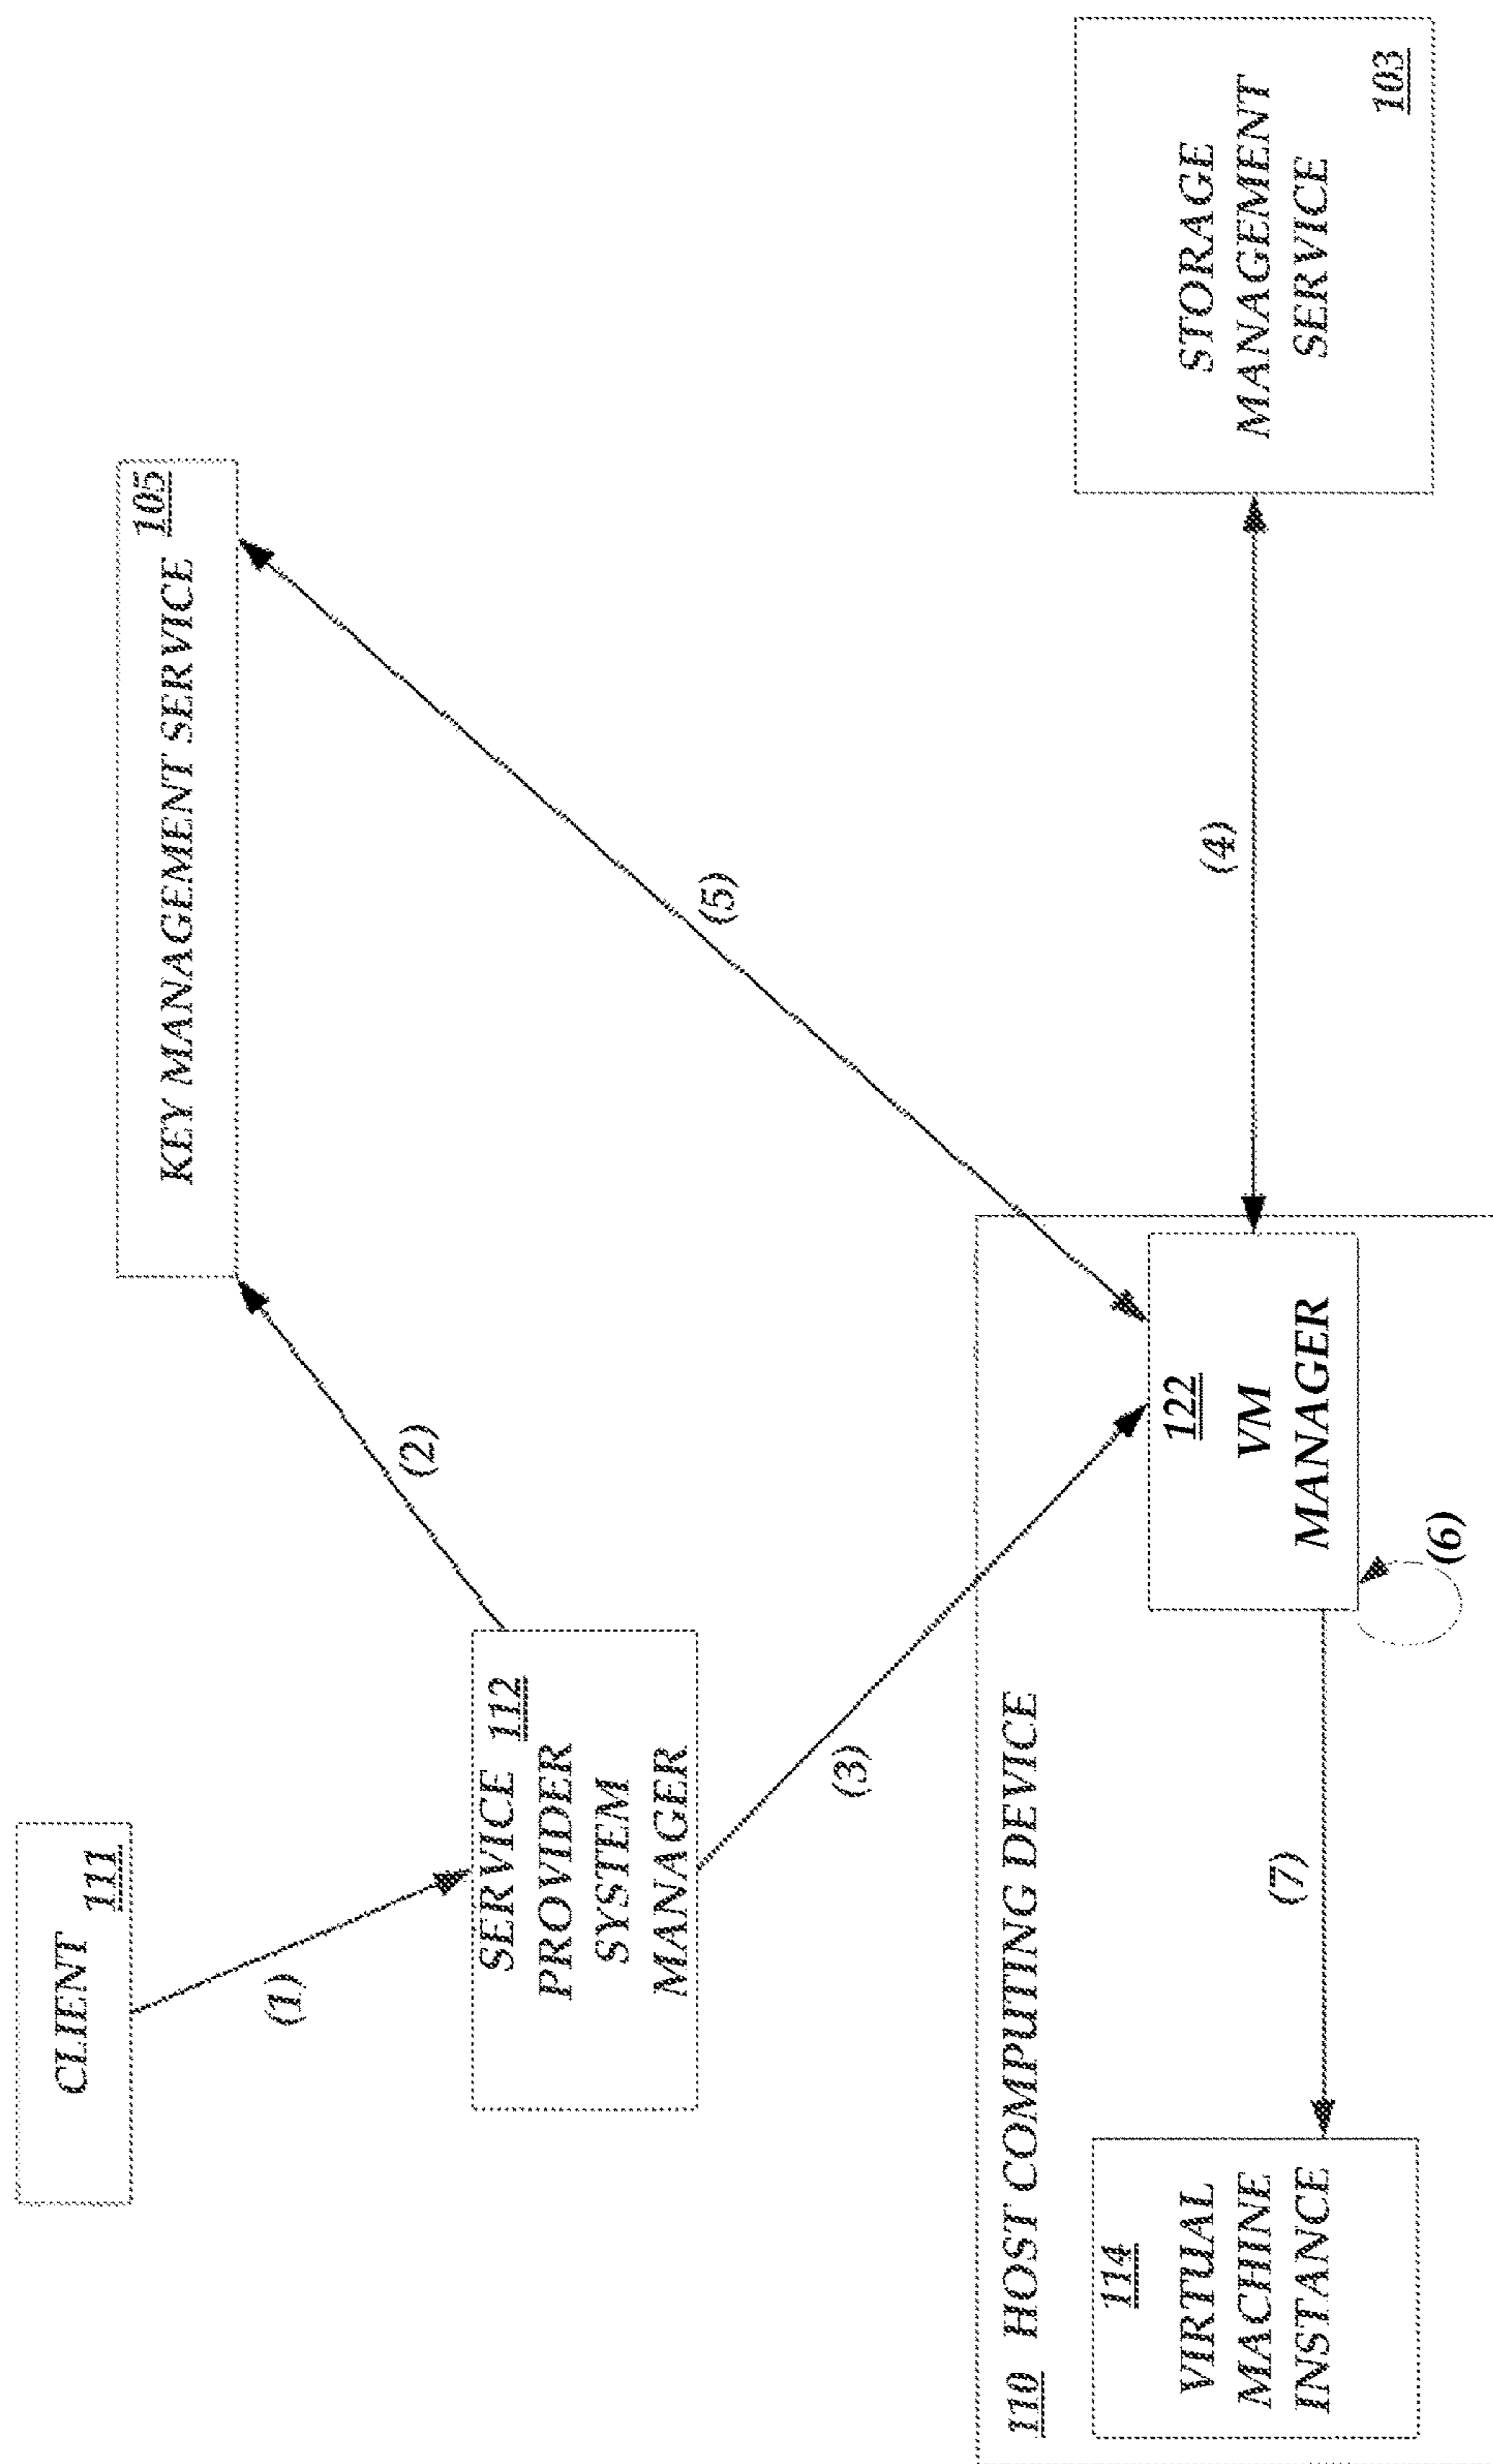 CLIENT
111
(1)
SERVICE 112
PROVIDER
SYSTEM
MANAGER
(2)
KEY MANAGEMENT SERVICE
105
(3)
(5)
110 HOST COMPUTING DEVICE
114
VIRTUAL
MACHINE
INSTANCE
(7)
122
VM
MANAGER
(6)
(4)
STORAGE
MANAGEMENT
SERVICE
103